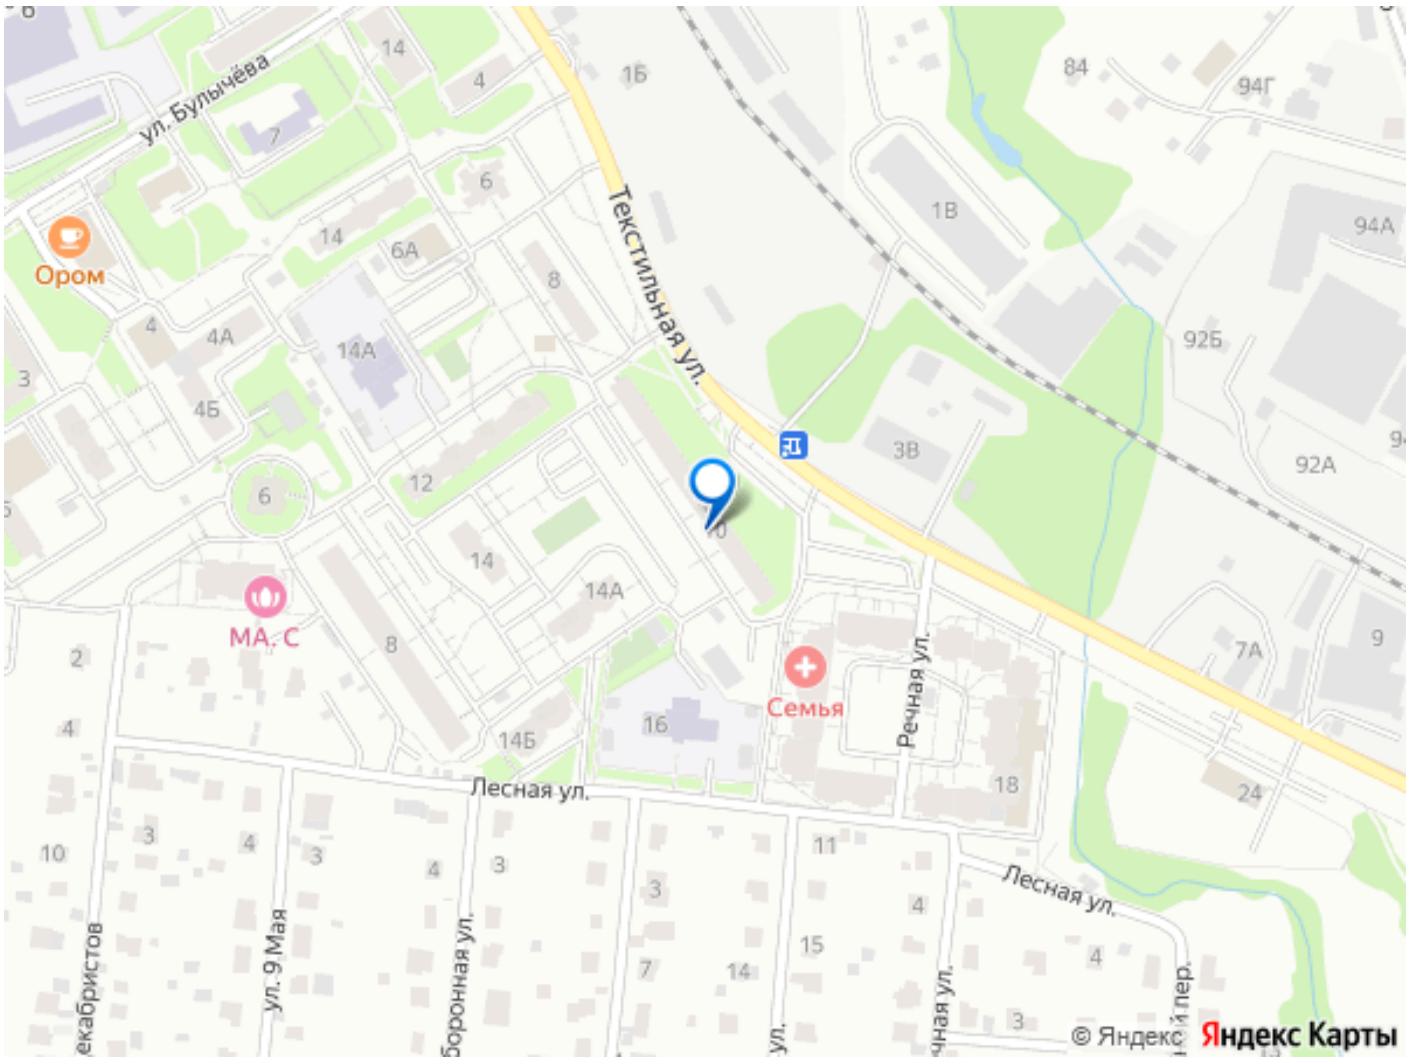 14
ул. Булычёва
4
1Б
84
94Г
7
6
Текстильная ул.
1В
94А
14
6А
Ором
8
4
4А
14А
92Б
3
4Б
3В
92А
12
6
10
14
14А
МА. С
8
2
Речная ул.
7А
9
Семья
4
16
14Б
18
24
Лесная ул.
3
4
3
4
3
11
10
Лесная ул.
3
4
ул. 9 Мая
15
4
7
14
3
ул.
© Яндекс
Яндекс Карты